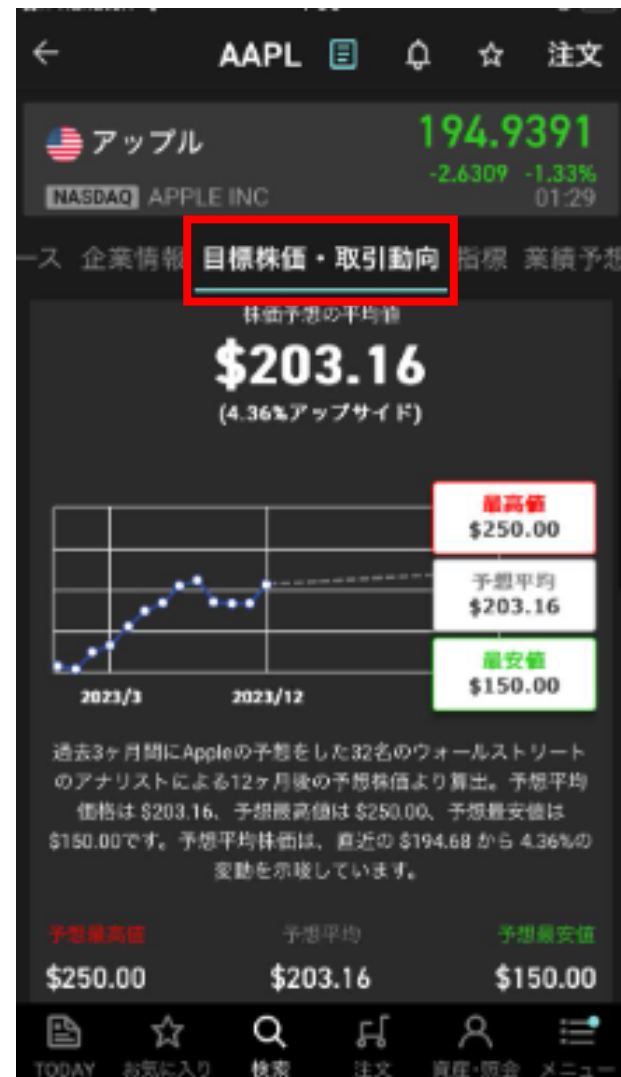 AAPL 注文
アップル 194.9391
-2.6309 -1.33%
NASDAQ APPLE INC 01:29
ース 企業情報 目標株価・取引動向 指標 業績予想
株価予想の平均値
$203.16
(4.36%アップサイド)
最高値
$250.00
予想平均
$203.16
最安値
$150.00
2023/3 2023/12
過去3ヶ月間にAppleの予想をした32名のウォールストリート
のアナリストによる12ヶ月後の予想株価より算出。予想平均
価格は $203.16、予想最高値は $250.00、予想最安値は
$150.00です。予想平均株価は、直近の $194.68 から 4.36%の
変動を示唆しています。
予想最高値 予想平均 予想最安値
$250.00 $203.16 $150.00
TODAY お気に入り 検索 注文 資産・照会 メニュー